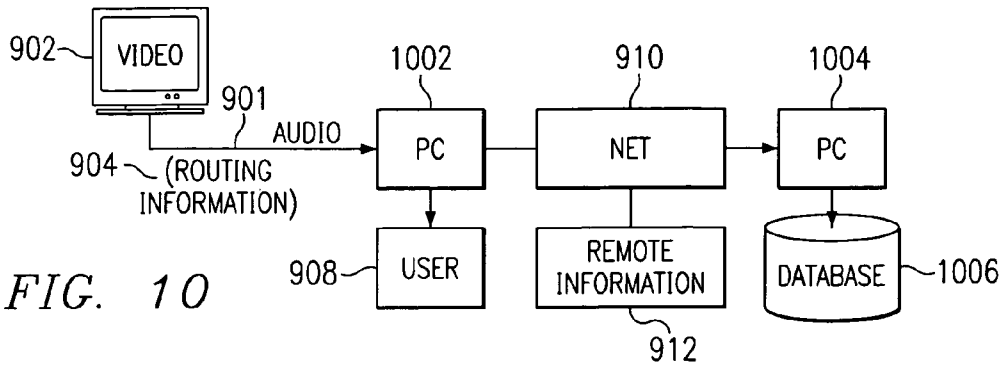 902
VIDEO
901
AUDIO
904
(ROUTING
INFORMATION)
1002
PC
910
NET
1004
PC
908
USER
REMOTE
INFORMATION
912
DATABASE
1006
FIG. 10